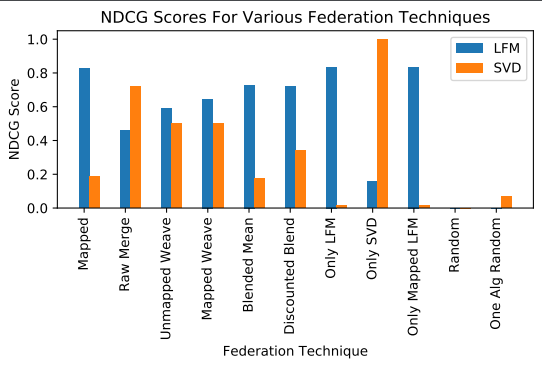 NDCG Scores For Various Federation Techniques
NDCG Score
1.0
0.8
0.6
0.4
0.2
0.0
LFM
SVD
Mapped
Raw Merge
Unmapped Weave
Mapped Weave
Blended Mean
Discounted Blend
Only LFM
Only SVD
Only Mapped LFM
Random
One Alg Random
Federation Technique